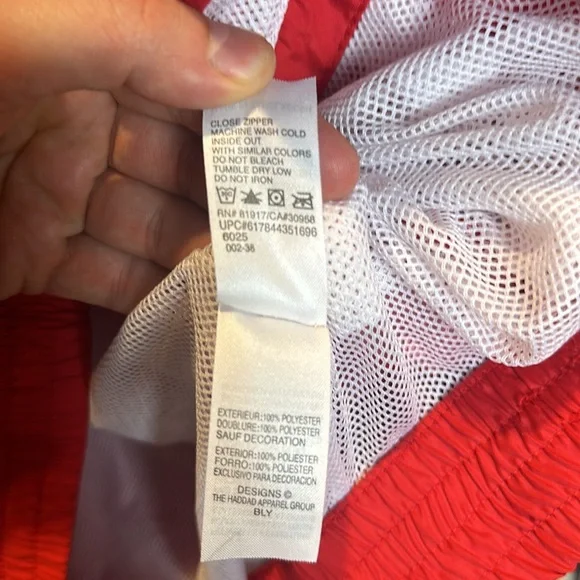 CLOSE ZIPPER
MACHINE WASH COLD
INSIDE OUT
WITH SIMILAR COLORS
DO NOT BLEACH
TUMBLE DRY LOW
DO NOT IRON
RN# 81917/CA#30968
UPC#617844351696
6025
002-38
EXTERIEUR:100% POLYESTER
DOUBLURE:100% POLYESTER
SAUF DECORATION
EXTERIOR:100% POLIESTER
FORRO:100% POLIESTER
EXCLUSIVO PARA DECORACION
DESIGNS ©
THE HADDAD APPAREL GROUP
BLY